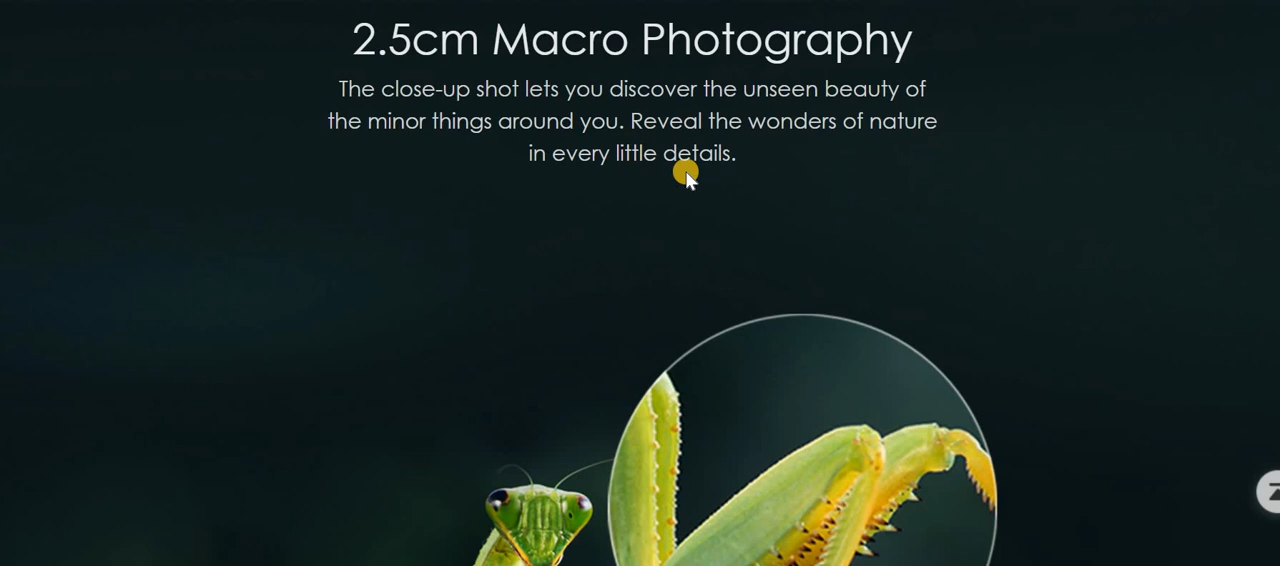 2.5cm Macro Photography
The close-up shot lets you discover the unseen beauty of
the minor things around you. Reveal the wonders of nature
in every little details.